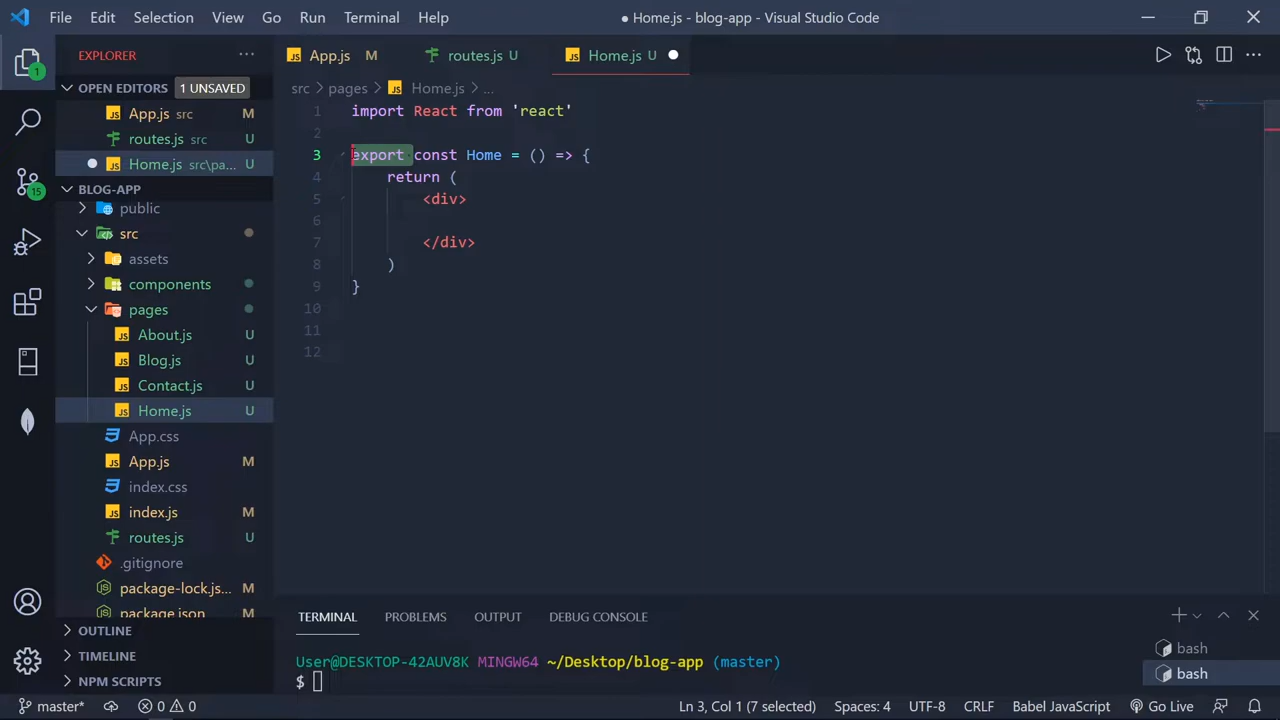 File Edit Selection View Go Run Terminal Help
● Home.js - blog-app - Visual Studio Code
EXPLORER
OPEN EDITORS 1 UNSAVED
App.js src M
routes.js src U
Home.js src\pa... U
BLOG-APP
public
src
assets
components
pages
About.js U
Blog.js U
Contact.js U
Home.js U
App.css
App.js M
index.css
index.js M
routes.js U
.gitignore
package-lock.js... M
package.json M
OUTLINE
TIMELINE
NPM SCRIPTS
1
15
App.js M
routes.js U
Home.js U
src > pages > Home.js > ...
1 import React from 'react'
2
3 export const Home = () => {
4 return (
5 <div>
6
7 </div>
8 )
9 }
10
11
12
TERMINAL PROBLEMS OUTPUT DEBUG CONSOLE
User@DESKTOP-42AUV8K MINGW64 ~/Desktop/blog-app (master)
$
bash
bash
master* 0 0 Ln 3, Col 1 (7 selected) Spaces: 4 UTF-8 CRLF Babel JavaScript Go Live